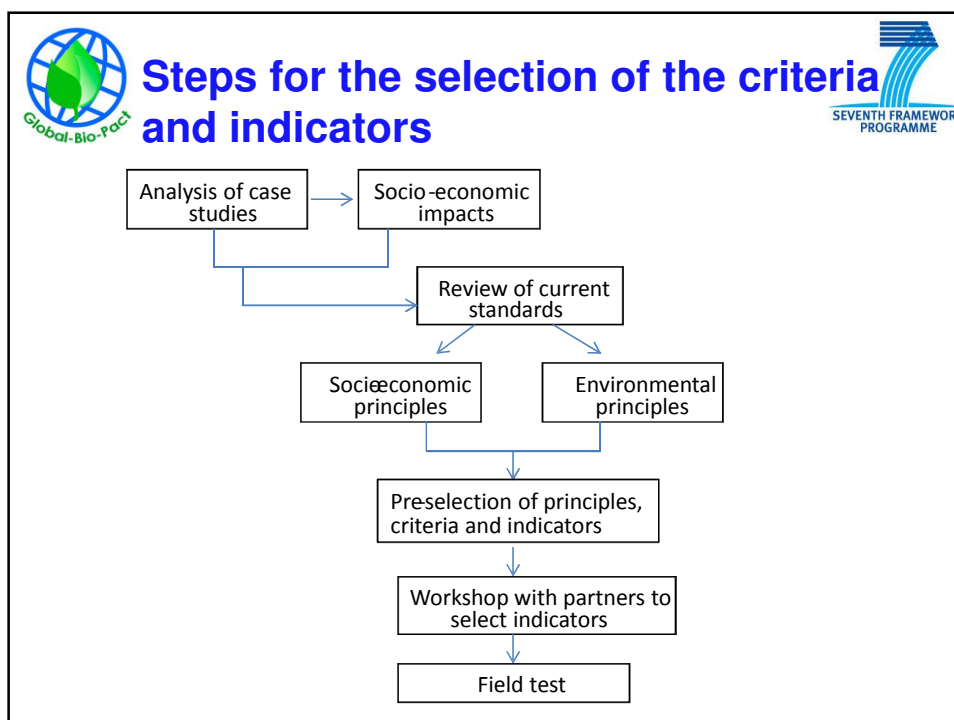 Steps for the selection of the criteria
and indicators
Global-Bio-Pact
SEVENTH FRAMEWORK
PROGRAMME
Analysis of case
studies
Socio-economic
impacts
Review of current
standards
Socioeconomic
principles
Environmental
principles
Pre-selection of principles,
criteria and indicators
Workshop with partners to
select indicators
Field test